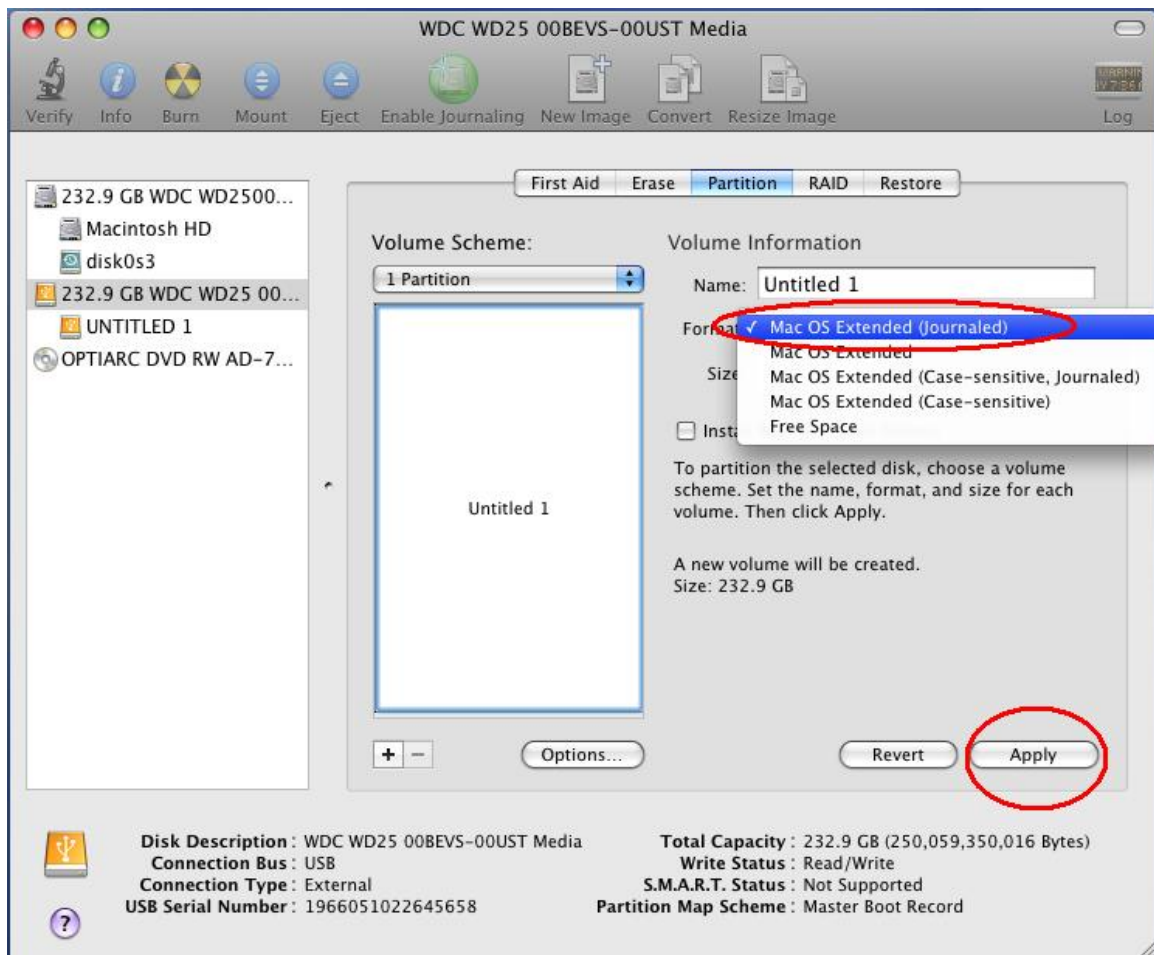 WDC WD25 00BEVS-00UST Media
Verify Info Burn Mount Eject Enable Journaling New Image Convert Resize Image Log
First Aid Erase Partition RAID Restore
232.9 GB WDC WD2500...
Macintosh HD
disk0s3
232.9 GB WDC WD25 00...
UNTITLED 1
OPTIARC DVD RW AD-7...
Volume Scheme:
1 Partition
Untitled 1
Volume Information
Name: Untitled 1
Format
✓ Mac OS Extended (Journaled)
Mac OS Extended
Mac OS Extended (Case-sensitive, Journaled)
Mac OS Extended (Case-sensitive)
Free Space
Size
To partition the selected disk, choose a volume
scheme. Set the name, format, and size for each
volume. Then click Apply.
A new volume will be created.
Size: 232.9 GB
+ − Options... Revert Apply
Disk Description : WDC WD25 00BEVS-00UST Media
Connection Bus : USB
Connection Type : External
USB Serial Number : 1966051022645658
Total Capacity : 232.9 GB (250,059,350,016 Bytes)
Write Status : Read/Write
S.M.A.R.T. Status : Not Supported
Partition Map Scheme : Master Boot Record
?